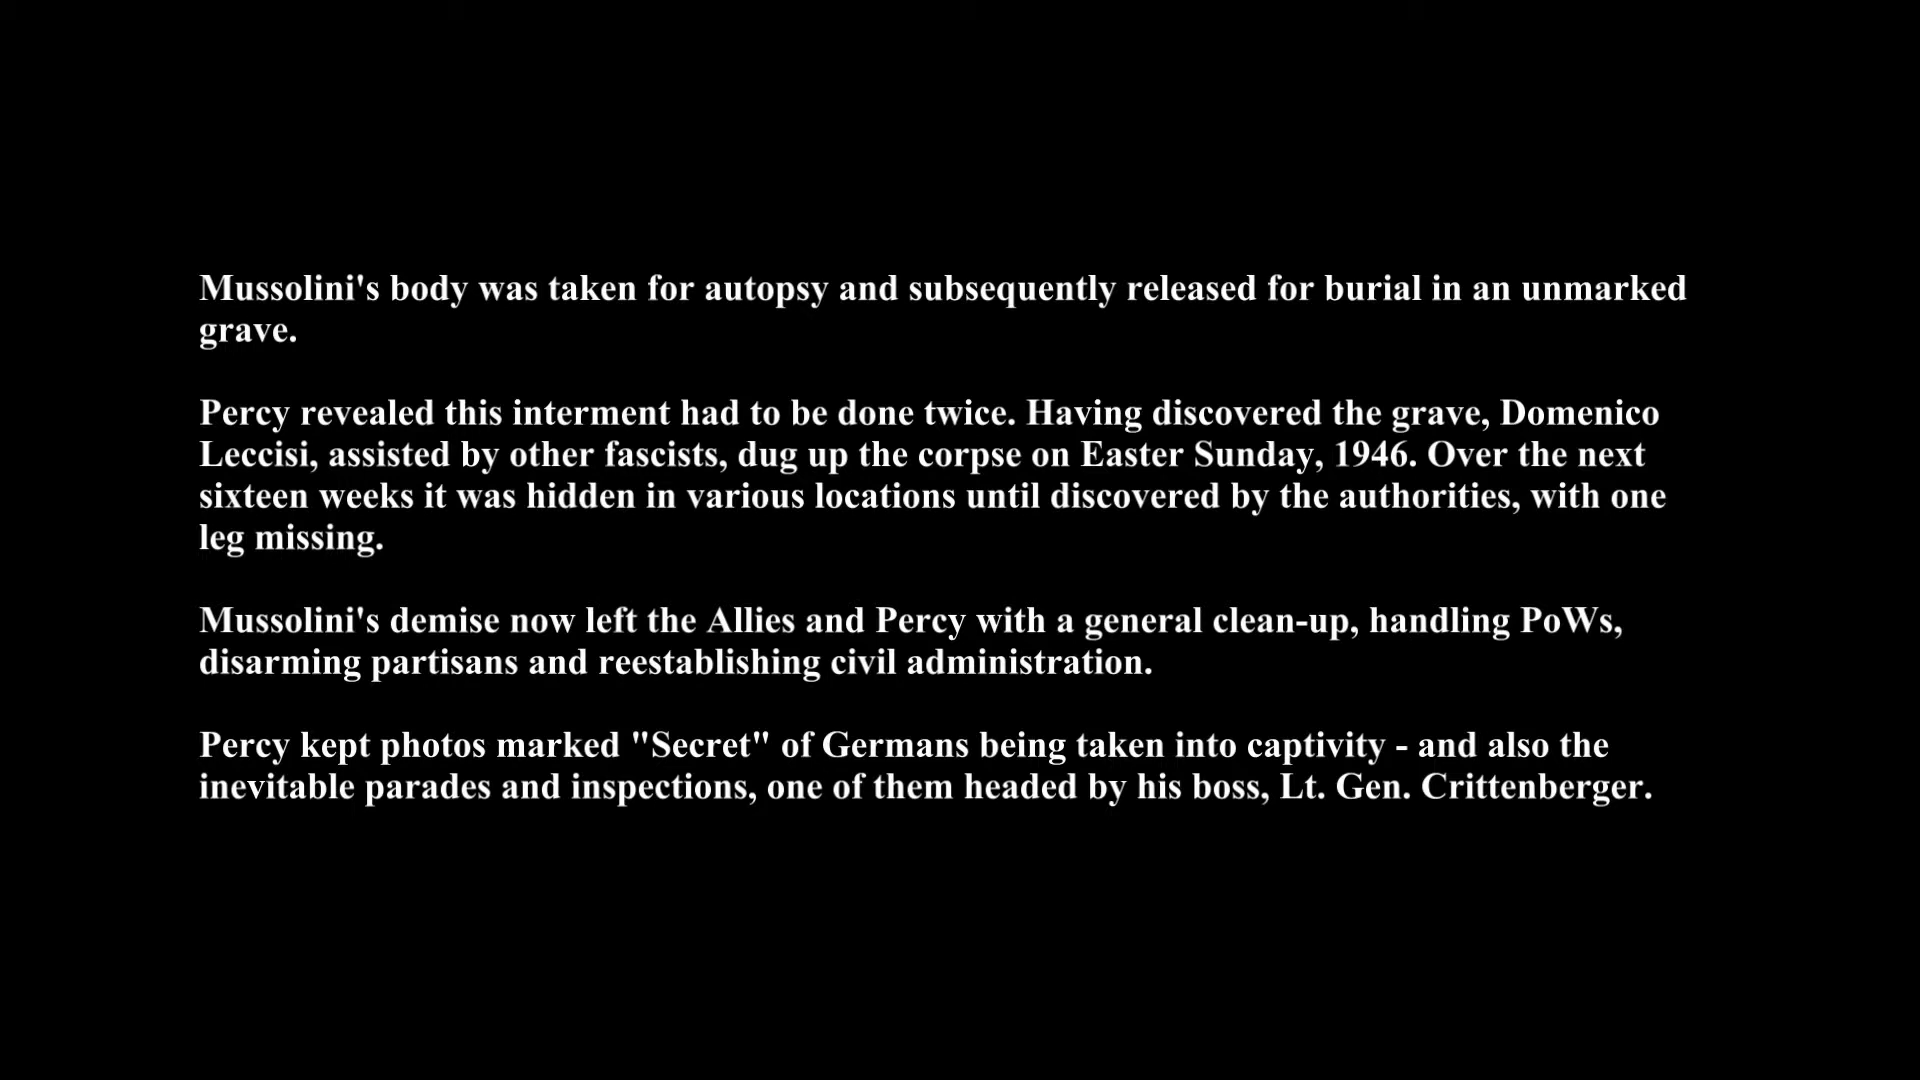 Mussolini's body was taken for autopsy and subsequently released for burial in an unmarked
grave.
Percy revealed this interment had to be done twice. Having discovered the grave, Domenico
Leccisi, assisted by other fascists, dug up the corpse on Easter Sunday, 1946. Over the next
sixteen weeks it was hidden in various locations until discovered by the authorities, with one
leg missing.
Mussolini's demise now left the Allies and Percy with a general clean-up, handling PoWs,
disarming partisans and reestablishing civil administration.
Percy kept photos marked "Secret" of Germans being taken into captivity - and also the
inevitable parades and inspections, one of them headed by his boss, Lt. Gen. Crittenberger.